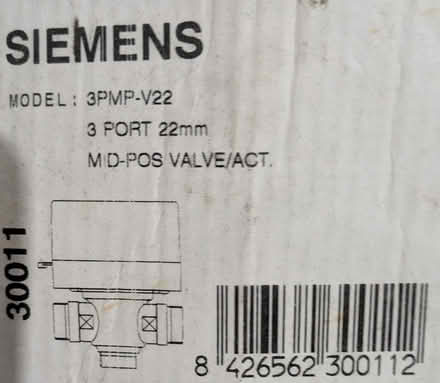 SIEMENS
MODEL: 3PMP-V22
3 PORT 22mm
MID-POS VALVE/ACT.
30011
8 426562 300112